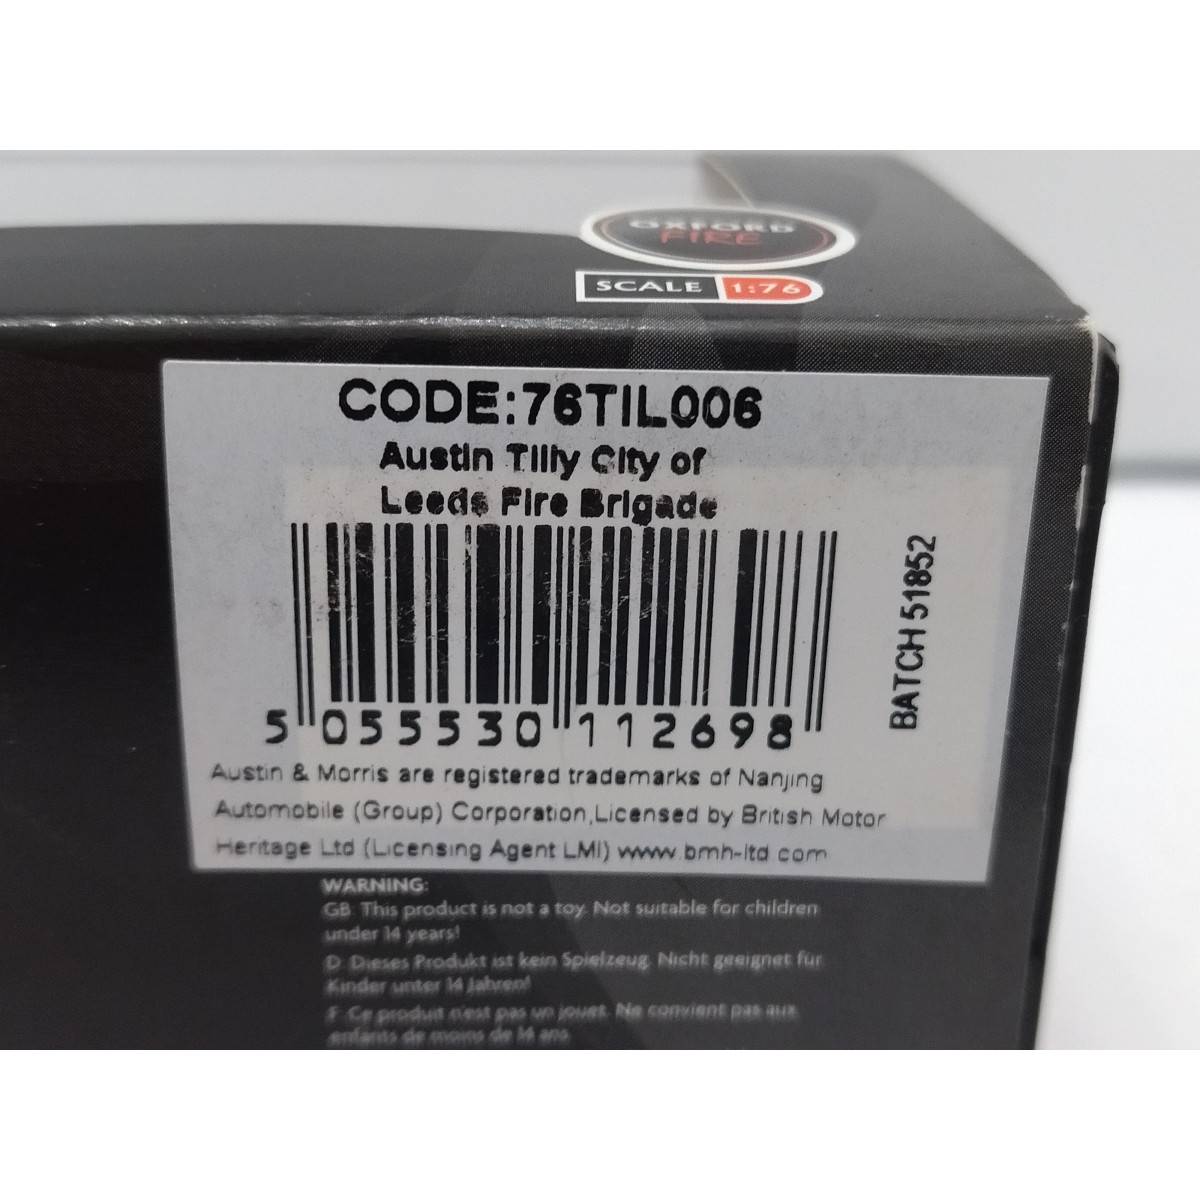 OXFORD
FIRE
SCALE 1:76
CODE:76TIL006
Austin Tilly City of
Leeds Fire Brigade
BATCH 51852
5 055530 112698
Austin & Morris are registered trademarks of Nanjing
Automobile (Group) Corporation,Licensed by British Motor
Heritage Ltd (Licensing Agent LMI) www.bmh-ltd.com
WARNING:
GB: This product is not a toy. Not suitable for children
under 14 years!
D: Dieses Produkt ist kein Spielzeug. Nicht geeignet für
Kinder unter 14 Jahren!
F: Ce produit n'est pas un jouet. Ne convient pas aux
enfants de moins de 14 ans.